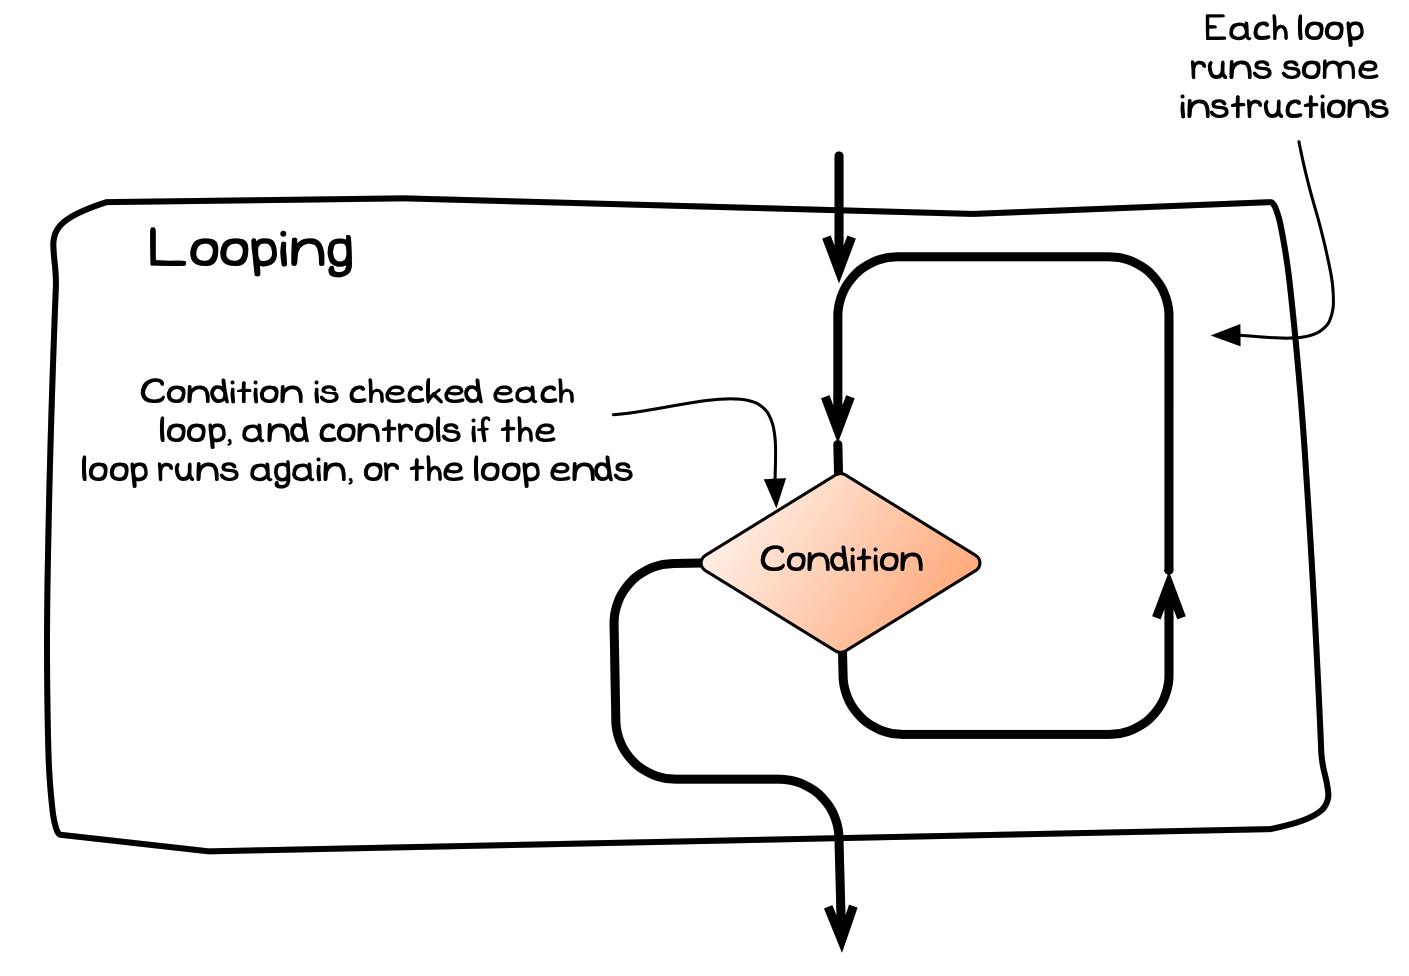 Each loop
runs some
instructions
Looping
Condition is checked each
loop, and controls if the
loop runs again, or the loop ends
Condition